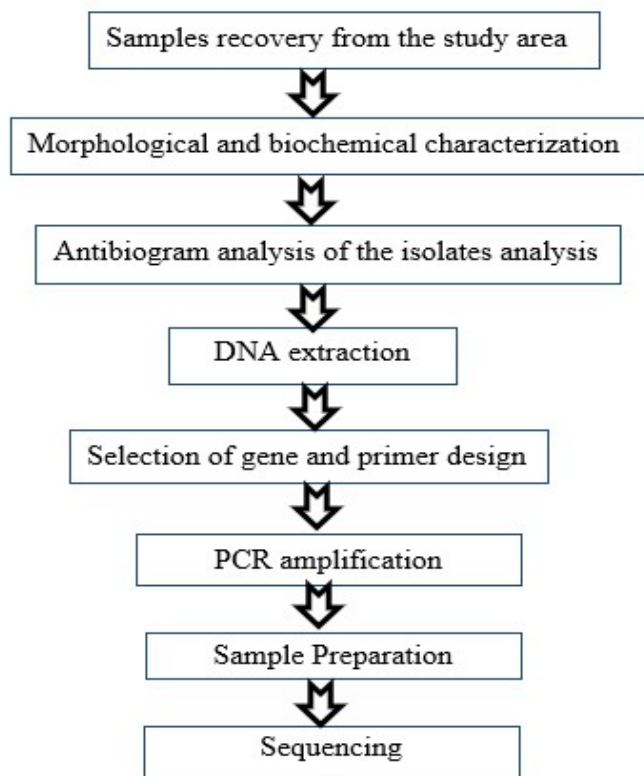 Samples recovery from the study area
Morphological and biochemical characterization
Antibiogram analysis of the isolates analysis
DNA extraction
Selection of gene and primer design
PCR amplification
Sample Preparation
Sequencing